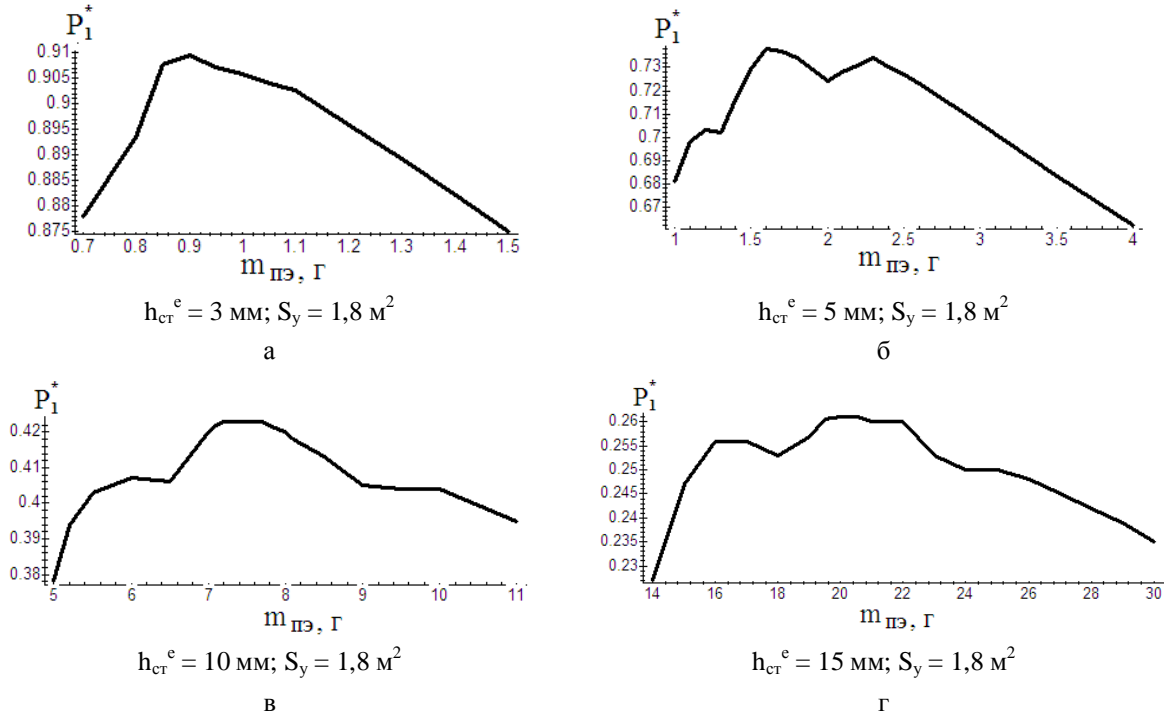 P₁*
0.91
0.905
0.9
0.895
0.89
0.885
0.88
0.875
0.7 0.8 0.9 1 1.1 1.2 1.3 1.4 1.5
m пэ, г
hстᵉ = 3 мм; Sу = 1,8 м²
а
P₁*
0.73
0.72
0.71
0.7
0.69
0.68
0.67
1 1.5 2 2.5 3 3.5 4
m пэ, г
hстᵉ = 5 мм; Sу = 1,8 м²
б
P₁*
0.42
0.41
0.4
0.39
0.38
5 6 7 8 9 10 11
m пэ, г
hстᵉ = 10 мм; Sу = 1,8 м²
в
P₁*
0.26
0.255
0.25
0.245
0.24
0.235
0.23
14 16 18 20 22 24 26 28 30
m пэ, г
hстᵉ = 15 мм; Sу = 1,8 м²
г